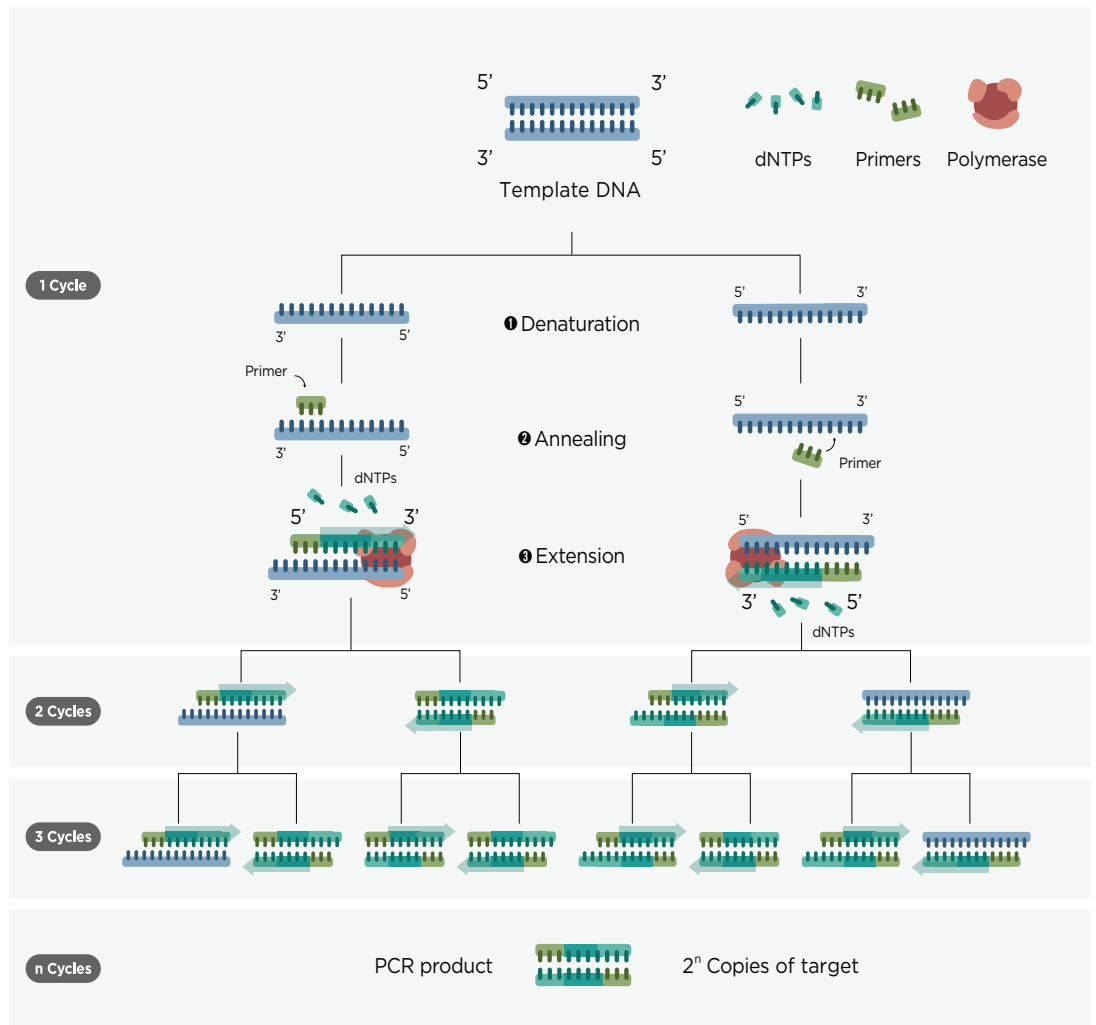 5’ 3’
3’ 5’
Template DNA
dNTPs
Primers
Polymerase
1 Cycle
3’ 5’
❶ Denaturation
5’ 3’
Primer
3’ 5’
❷ Annealing
5’ 3’
Primer
dNTPs
5’ 3’
3’ 5’
❸ Extension
5’ 3’
3’ 5’
dNTPs
2 Cycles
3 Cycles
n Cycles
PCR product
2ⁿ Copies of target